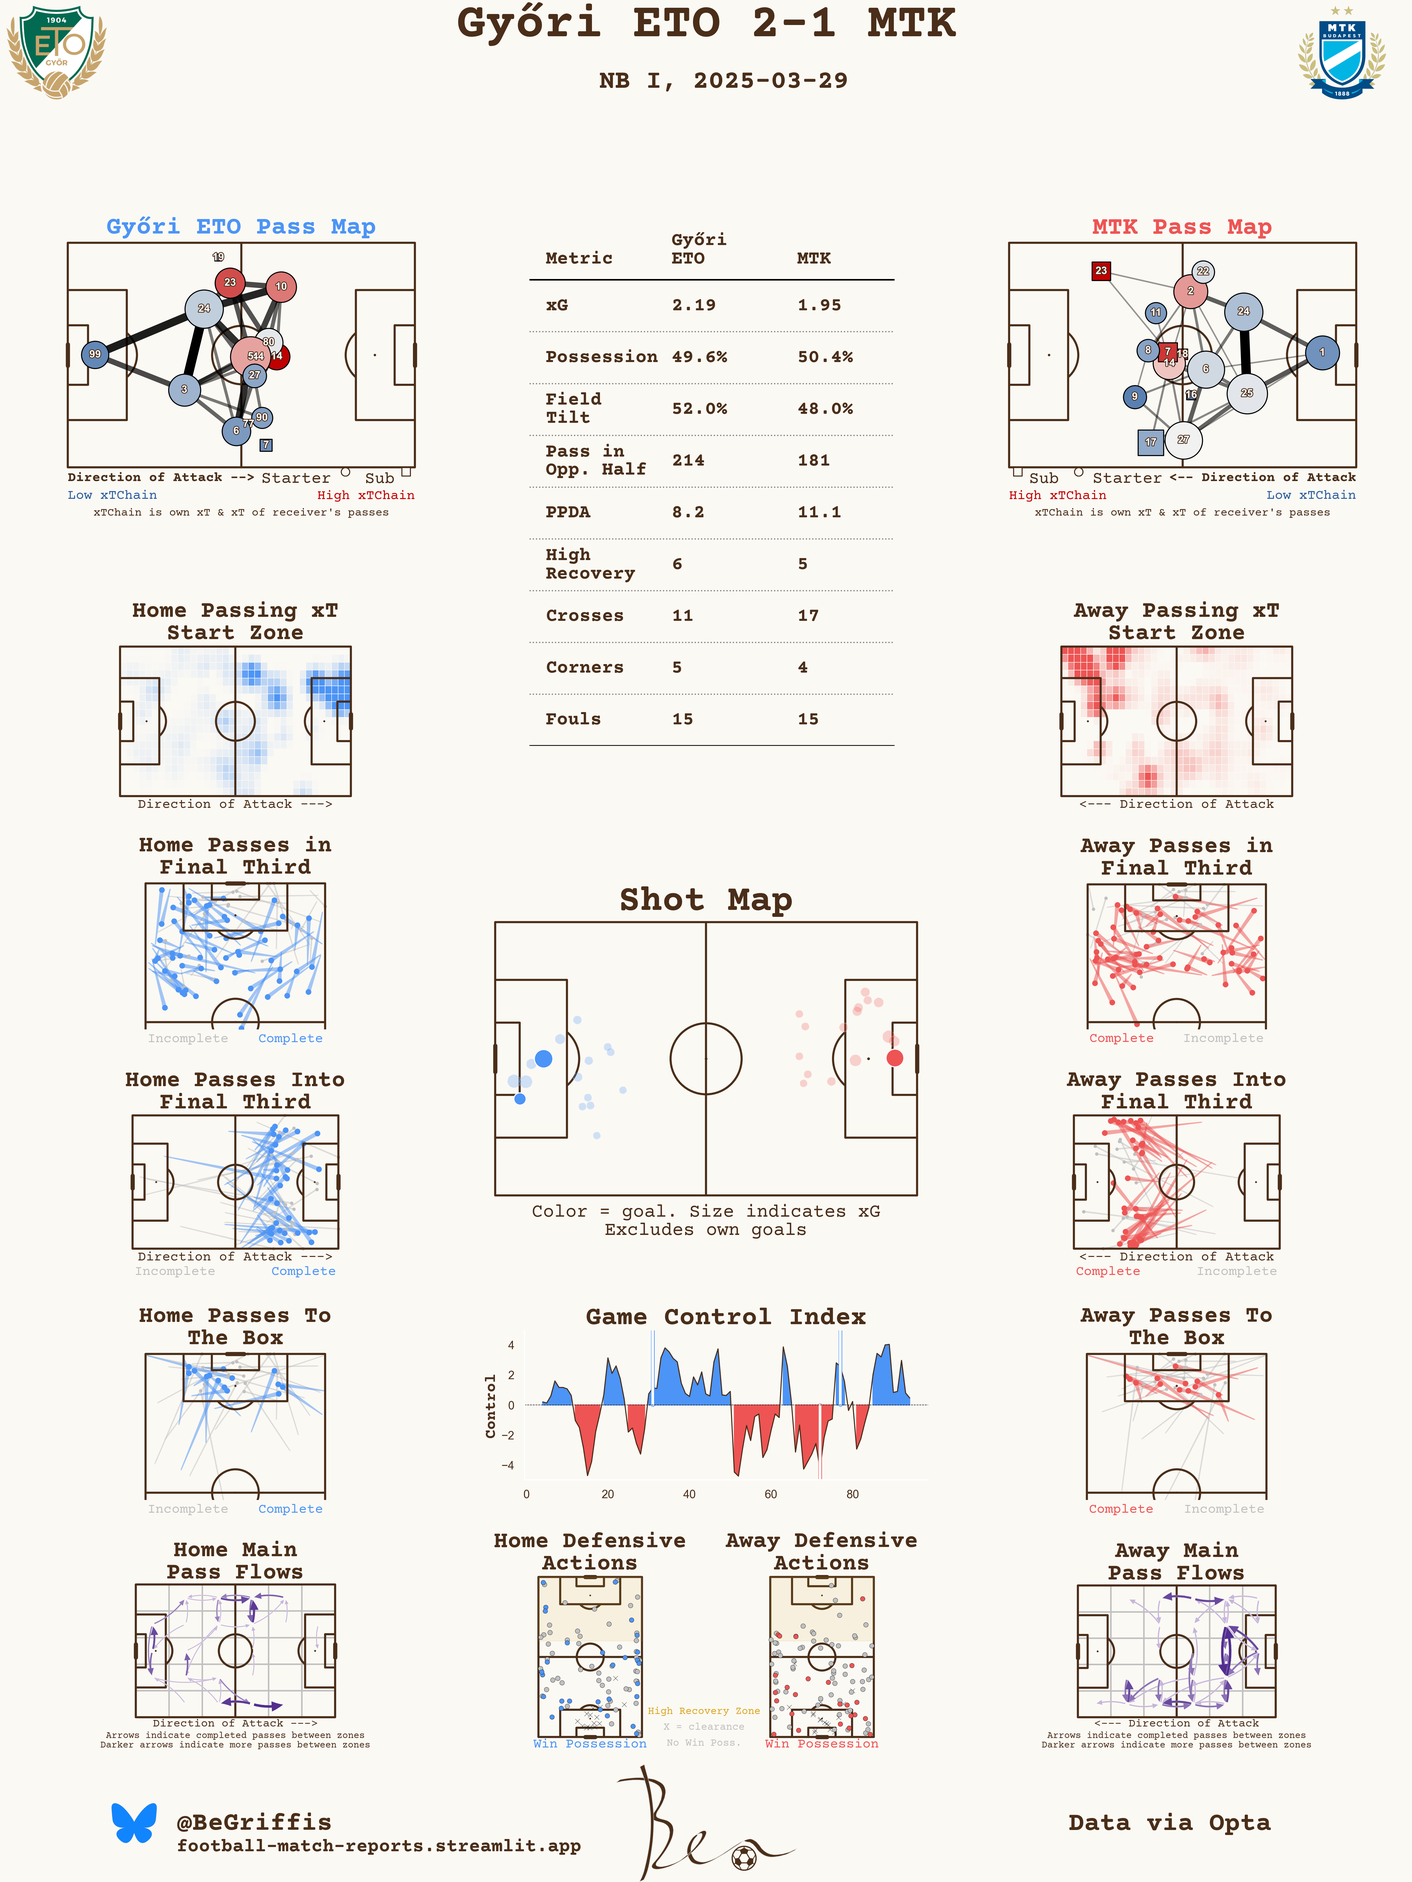 Győri ETO 2-1 MTK
NB I, 2025-03-29
1904
ETO
GYŐR
MTK
BUDAPEST
1888
Győri ETO Pass Map
19
23
10
24
80
99
14
27
3
90
77
6
7
Direction of Attack --> Starter Sub
Low xTChain High xTChain
xTChain is own xT & xT of receiver's passes
Metric Győri ETO MTK
xG 2.19 1.95
Possession 49.6% 50.4%
Field Tilt 52.0% 48.0%
Pass in Opp. Half 214 181
PPDA 8.2 11.1
High Recovery 6 5
Crosses 11 17
Corners 5 4
Fouls 15 15
MTK Pass Map
23
22
2
11
24
8
7
18
14
6
1
9
16
25
17
27
Sub Starter <-- Direction of Attack
High xTChain Low xTChain
xTChain is own xT & xT of receiver's passes
Home Passing xT
Start Zone
Direction of Attack --->
Away Passing xT
Start Zone
<--- Direction of Attack
Home Passes in
Final Third
Incomplete Complete
Away Passes in
Final Third
Complete Incomplete
Shot Map
Color = goal. Size indicates xG
Excludes own goals
Home Passes Into
Final Third
Direction of Attack --->
Incomplete Complete
Away Passes Into
Final Third
<--- Direction of Attack
Complete Incomplete
Home Passes To
The Box
Incomplete Complete
Game Control Index
Control
4
2
0
−2
−4
0 20 40 60 80
Away Passes To
The Box
Complete Incomplete
Home Main
Pass Flows
Direction of Attack --->
Arrows indicate completed passes between zones
Darker arrows indicate more passes between zones
Home Defensive
Actions
Win Possession
Away Defensive
Actions
Win Possession
High Recovery Zone
X = clearance
No Win Poss.
Away Main
Pass Flows
<--- Direction of Attack
Arrows indicate completed passes between zones
Darker arrows indicate more passes between zones
@BeGriffis
football-match-reports.streamlit.app
Ben
Data via Opta